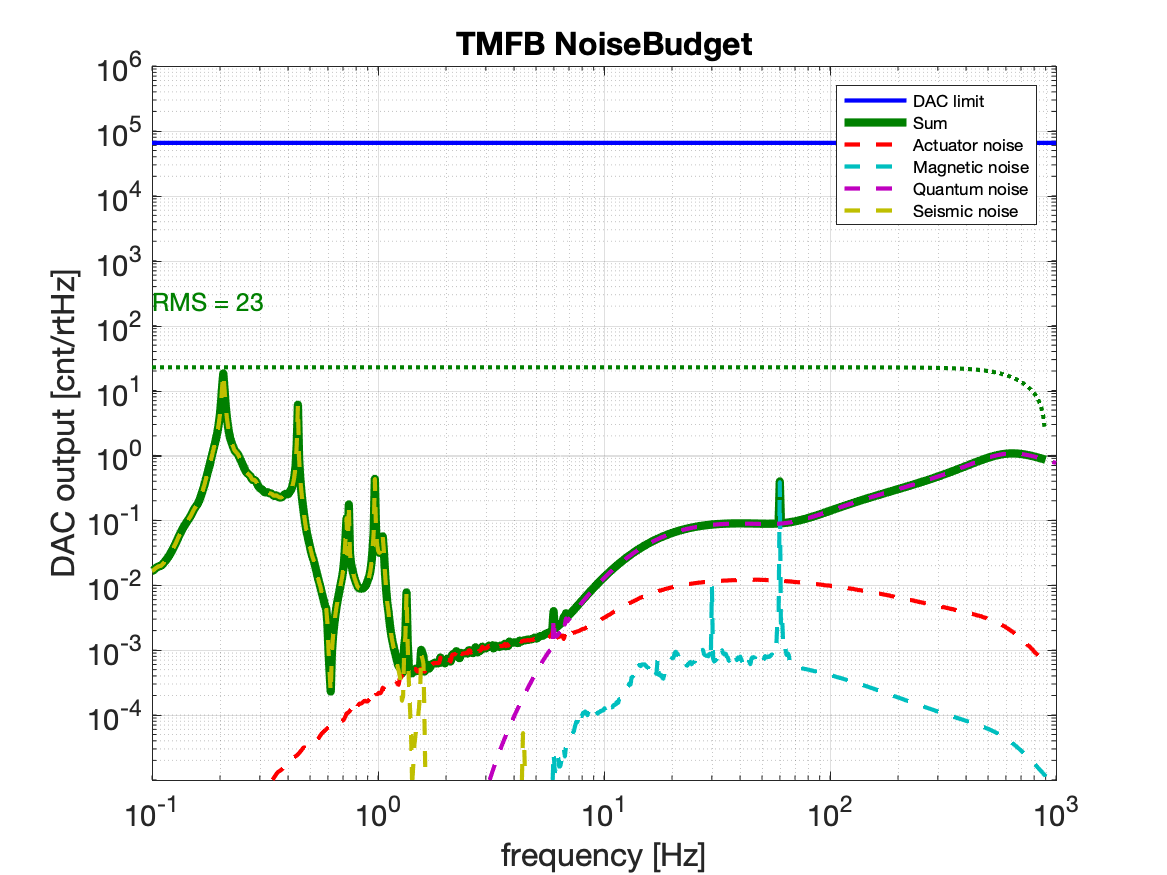 TMFB NoiseBudget
DAC limit
Sum
Actuator noise
Magnetic noise
Quantum noise
Seismic noise
10^6
10^5
10^4
10^3
10^2
10^1
10^0
10^-1
10^-2
10^-3
10^-4
RMS = 23
DAC output [cnt/rtHz]
10^-1 10^0 10^1 10^2 10^3
frequency [Hz]